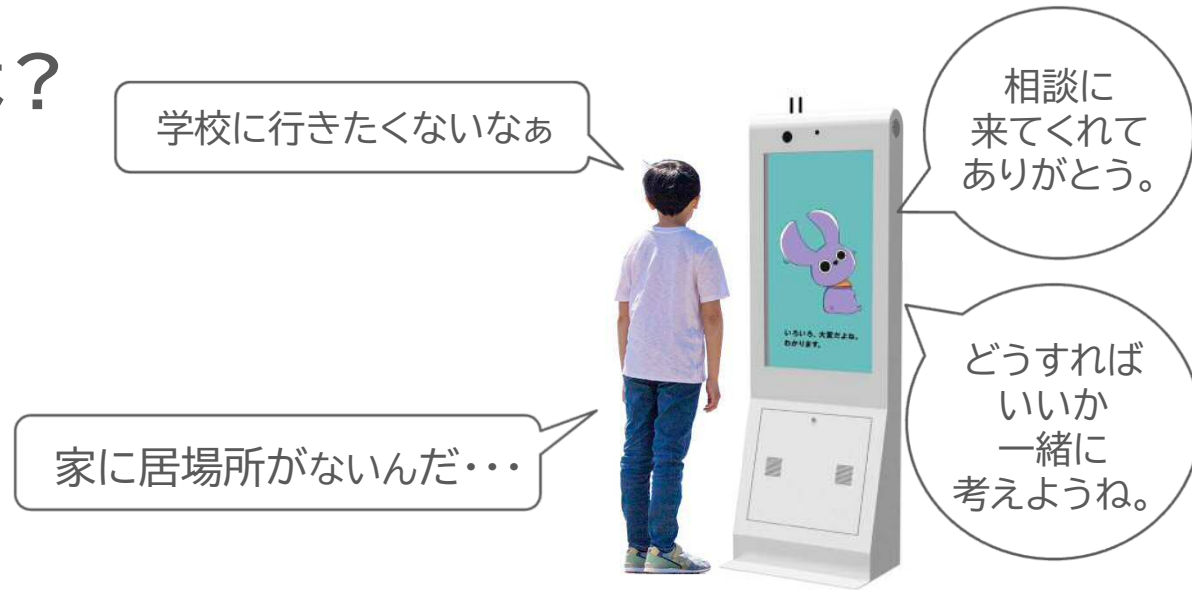 は?
学校に行きたくないなぁ
相談に
来てくれて
ありがとう。
いろいろ、大変だよね。
わかります。
どうすれば
いいか
一緒に
考えようね。
家に居場所がないんだ・・・